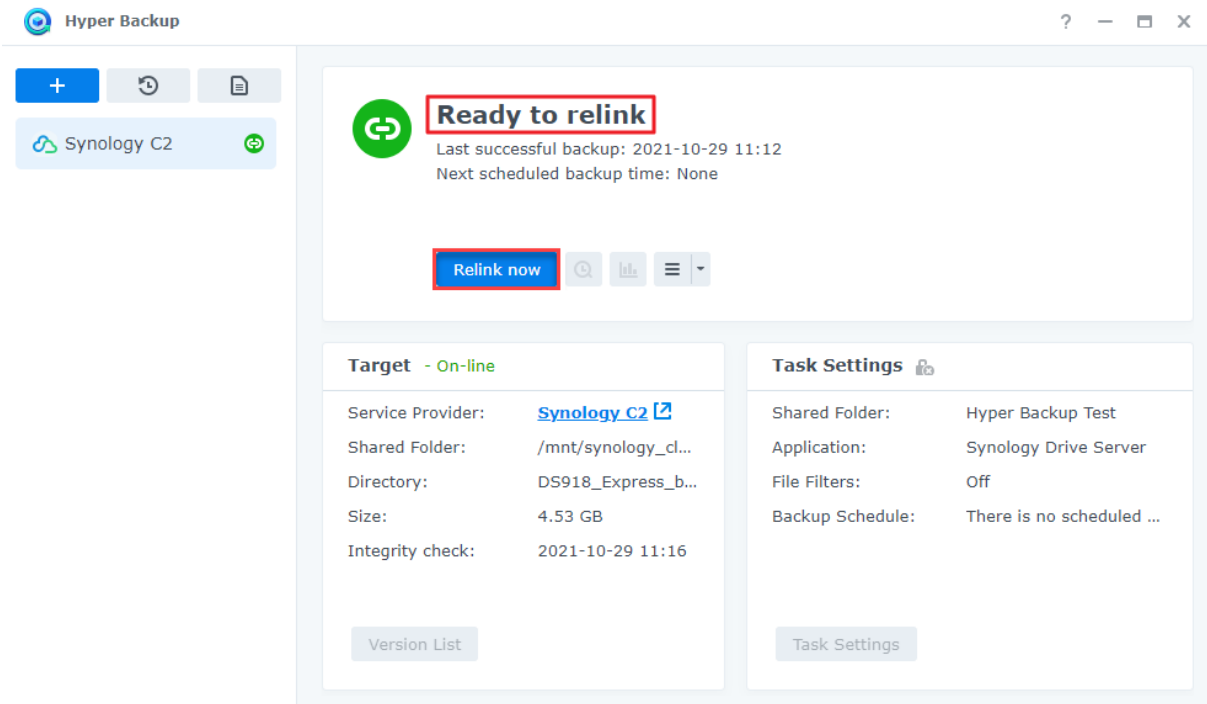 Hyper Backup
Synology C2
Ready to relink
Last successful backup: 2021-10-29 11:12
Next scheduled backup time: None
Relink now
Target - On-line
Service Provider: Synology C2
Shared Folder: /mnt/synology_cl...
Directory: DS918_Express_b...
Size: 4.53 GB
Integrity check: 2021-10-29 11:16
Version List
Task Settings
Shared Folder: Hyper Backup Test
Application: Synology Drive Server
File Filters: Off
Backup Schedule: There is no scheduled ...
Task Settings